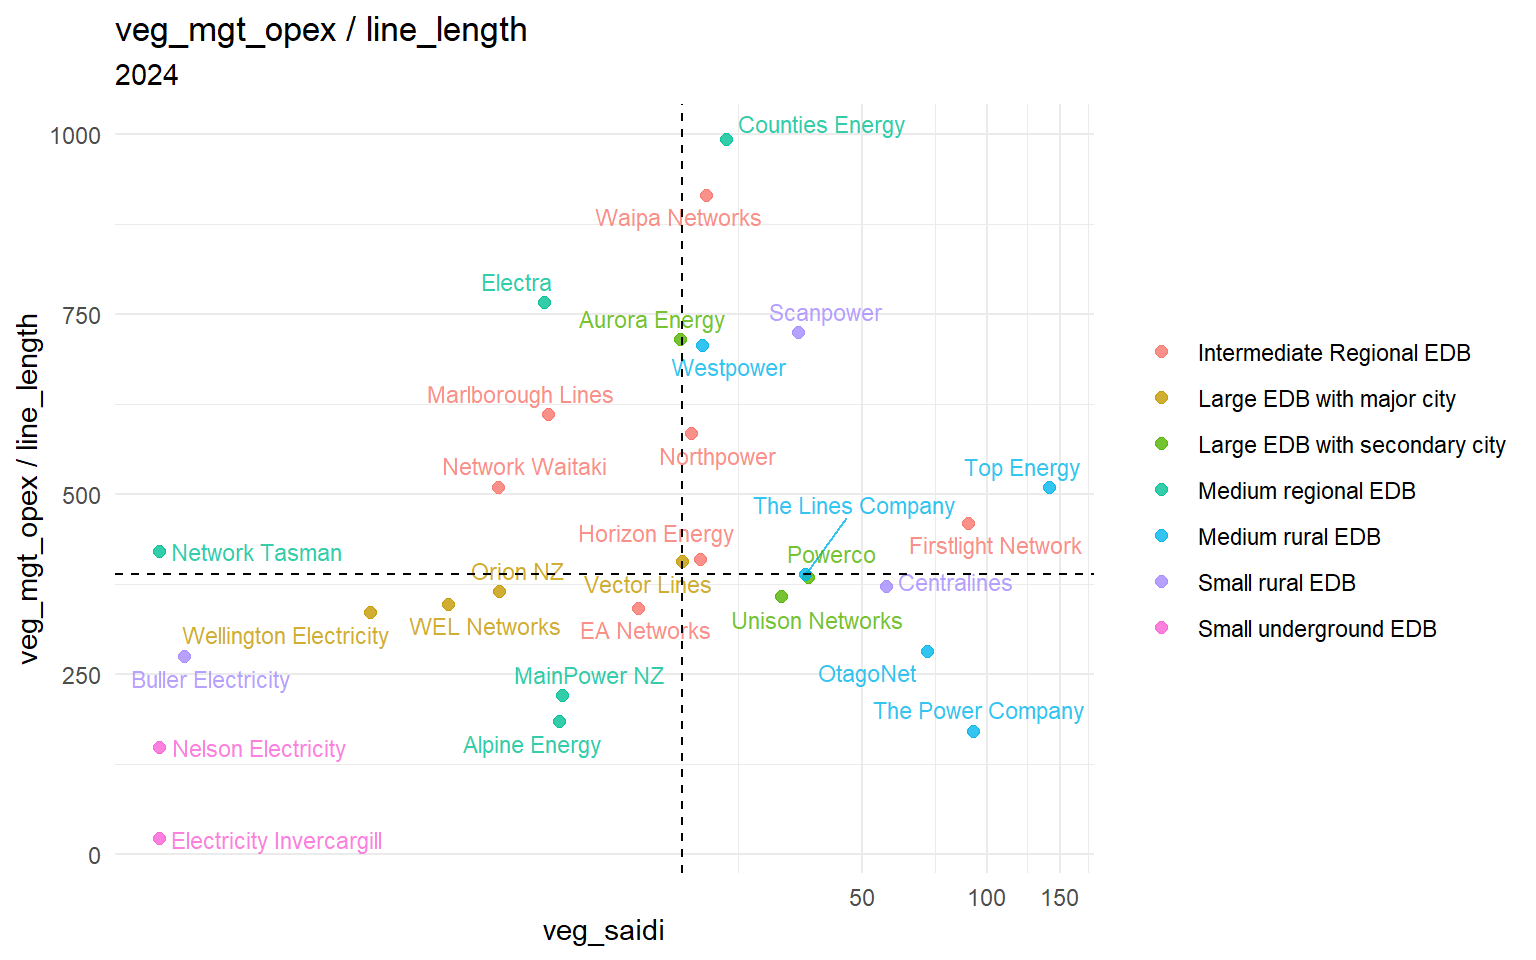 veg_mgt_opex / line_length
2024
veg_mgt_opex / line_length
1000
750
500
250
0
Counties Energy
Waipa Networks
Electra
Scanpower
Aurora Energy
Westpower
Marlborough Lines
Northpower
Network Waitaki
Top Energy
The Lines Company
Horizon Energy
Firstlight Network
Network Tasman
Powerco
Orion NZ
Vector Lines
Centralines
Unison Networks
WEL Networks
EA Networks
Wellington Electricity
Buller Electricity
MainPower NZ
OtagoNet
The Power Company
Nelson Electricity
Alpine Energy
Electricity Invercargill
50
100
150
veg_saidi
Intermediate Regional EDB
Large EDB with major city
Large EDB with secondary city
Medium regional EDB
Medium rural EDB
Small rural EDB
Small underground EDB